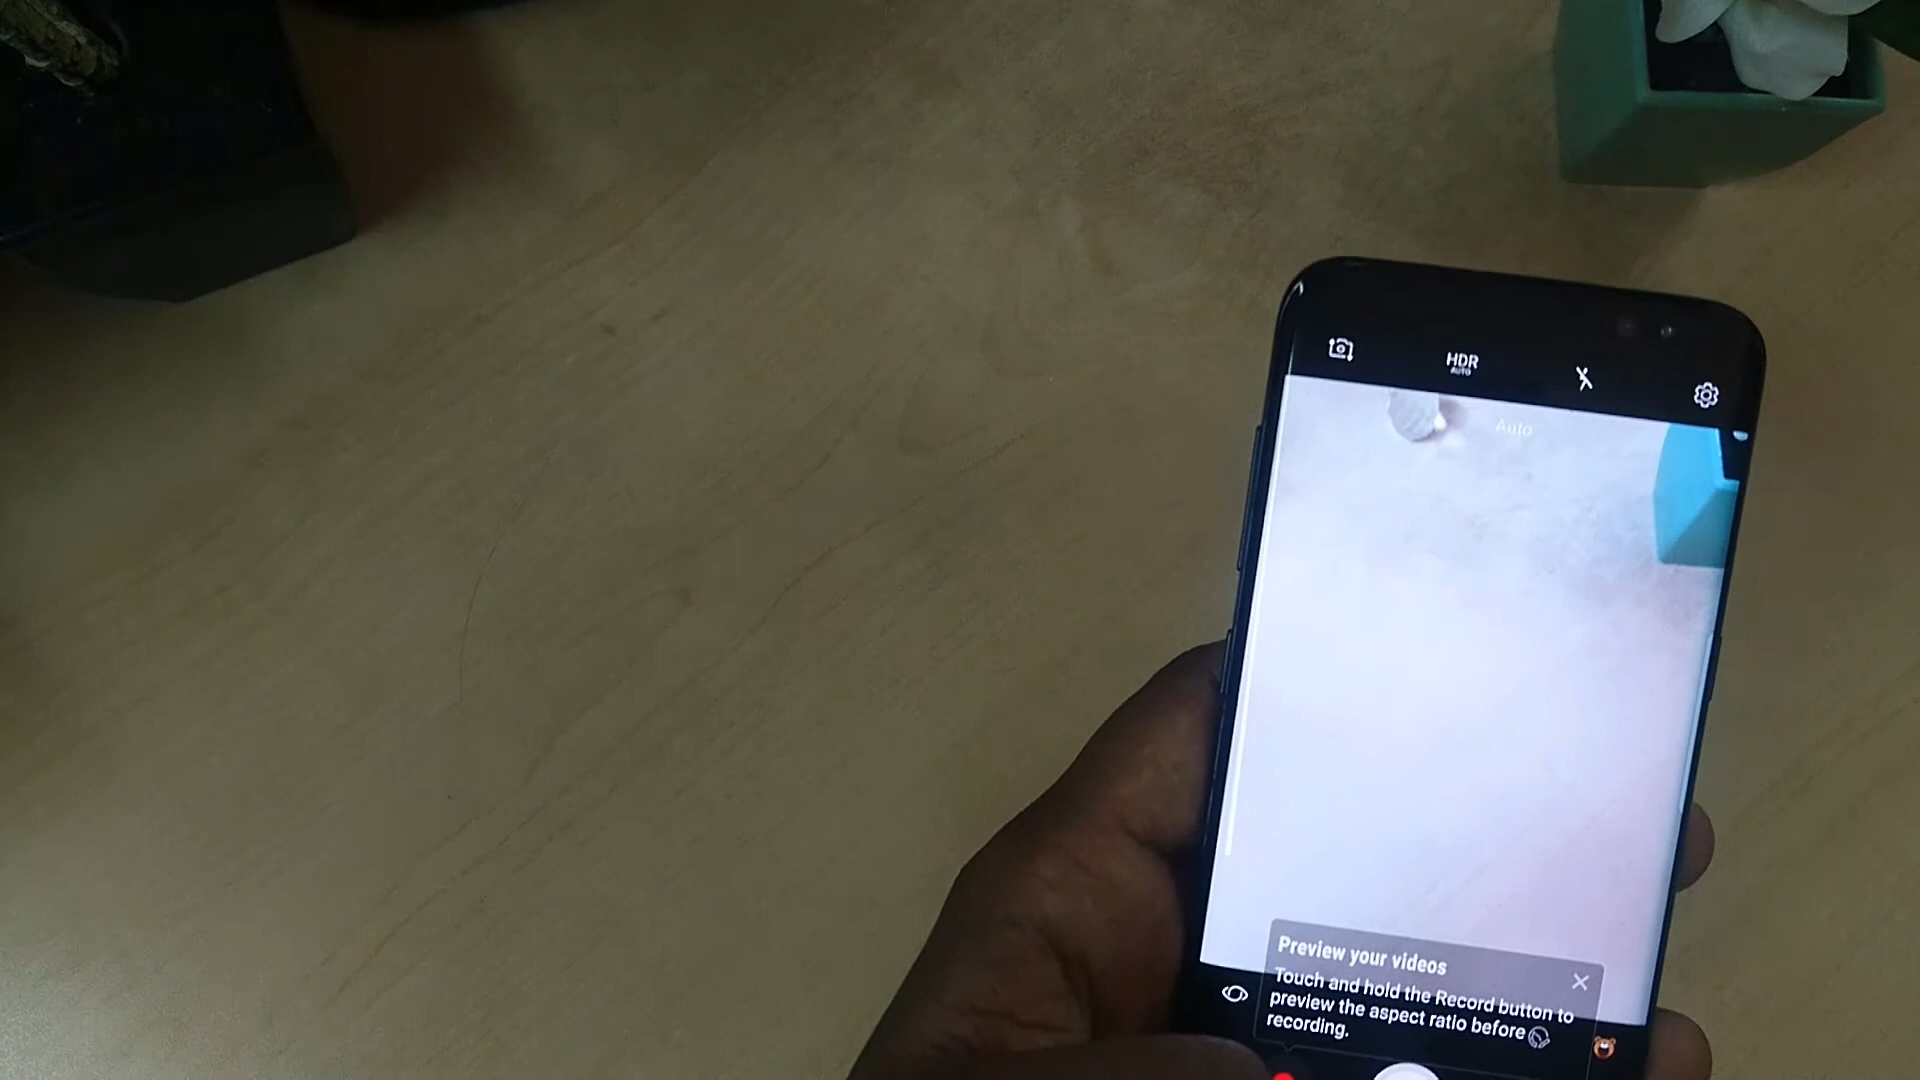 HDR
AUTO
Auto
Preview your videos
Touch and hold the Record button to
preview the aspect ratio before
recording.